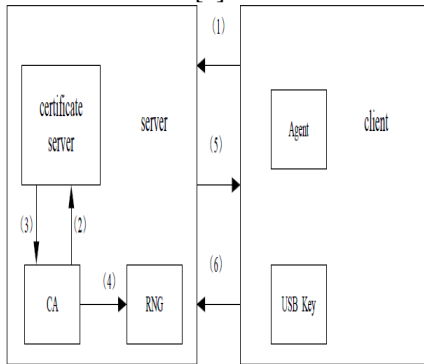 (1)
certificate
server
server
Agent
client
(5)
(3)
(2)
(6)
(4)
CA
RNG
USB Key